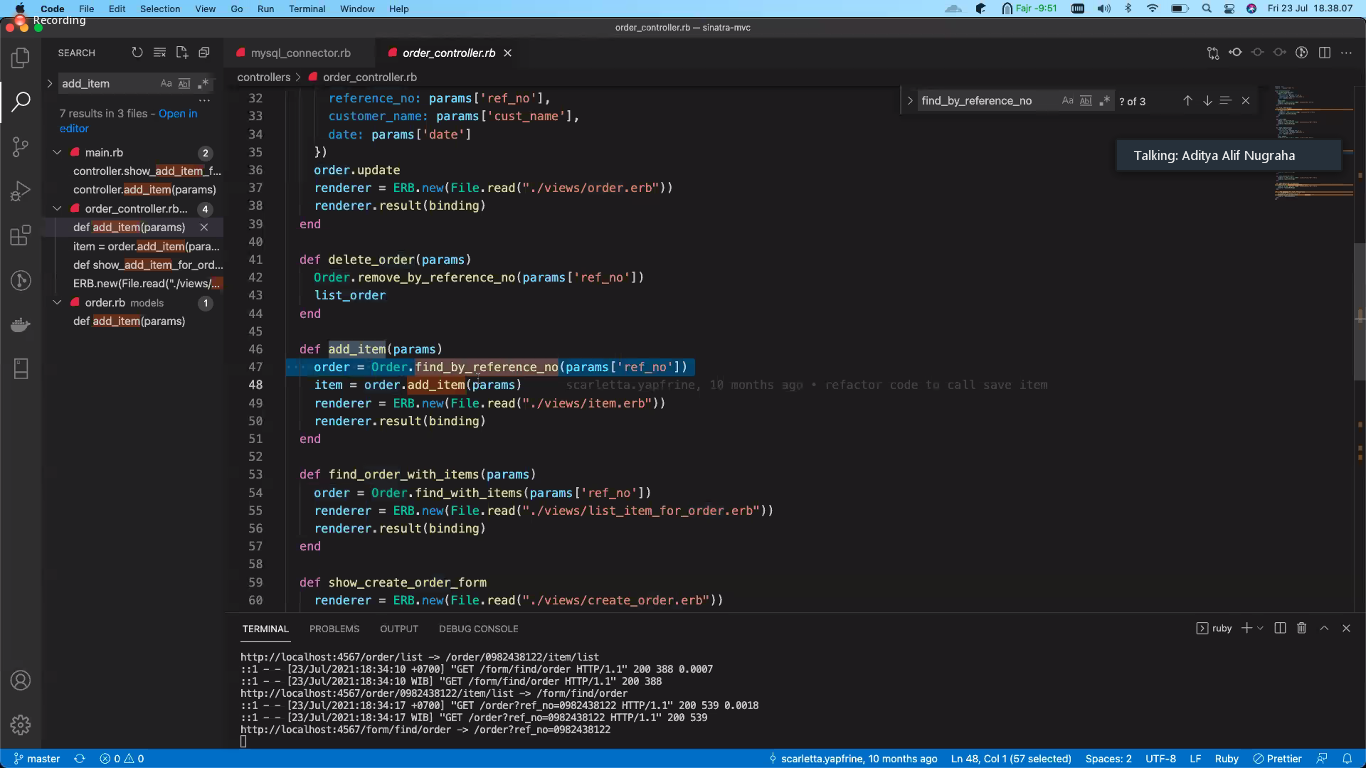 Code File Edit Selection View Go Run Terminal Window Help Fajr -9:51 Fri 23 Jul 18.38.07
Recording
order_controller.rb — sinatra-mvc
SEARCH
mysql_connector.rb
order_controller.rb
add_item
Aa Ab
controllers > order_controller.rb
find_by_reference_no
Aa Ab
? of 3
7 results in 3 files - Open in
editor
Talking: Aditya Alif Nugraha
main.rb 2
controller.show_add_item_f...
controller.add_item(params)
order_controller.rb... 4
def add_item(params)
item = order.add_item(para...
def show_add_item_for_ord...
ERB.new(File.read("./views/...
order.rb models 1
def add_item(params)
32 reference_no: params['ref_no'],
33 customer_name: params['cust_name'],
34 date: params['date']
35 })
36 order.update
37 renderer = ERB.new(File.read("./views/order.erb"))
38 renderer.result(binding)
39 end
40
41 def delete_order(params)
42 Order.remove_by_reference_no(params['ref_no'])
43 list_order
44 end
45
46 def add_item(params)
47 order = Order.find_by_reference_no(params['ref_no'])
48 item = order.add_item(params) scarletta.yapfrine, 10 months ago • refactor code to call save item
49 renderer = ERB.new(File.read("./views/item.erb"))
50 renderer.result(binding)
51 end
52
53 def find_order_with_items(params)
54 order = Order.find_with_items(params['ref_no'])
55 renderer = ERB.new(File.read("./views/list_item_for_order.erb"))
56 renderer.result(binding)
57 end
58
59 def show_create_order_form
60 renderer = ERB.new(File.read("./views/create_order.erb"))
TERMINAL PROBLEMS OUTPUT DEBUG CONSOLE ruby
http://localhost:4567/order/list -> /order/0982438122/item/list
::1 - - [23/Jul/2021:18:34:10 +0700] "GET /form/find/order HTTP/1.1" 200 388 0.0007
::1 - - [23/Jul/2021:18:34:10 WIB] "GET /form/find/order HTTP/1.1" 200 388
http://localhost:4567/order/0982438122/item/list -> /form/find/order
::1 - - [23/Jul/2021:18:34:17 +0700] "GET /order?ref_no=0982438122 HTTP/1.1" 200 539 0.0018
::1 - - [23/Jul/2021:18:34:17 WIB] "GET /order?ref_no=0982438122 HTTP/1.1" 200 539
http://localhost:4567/form/find/order -> /order?ref_no=0982438122
master 0 0 scarletta.yapfrine, 10 months ago Ln 48, Col 1 (57 selected) Spaces: 2 UTF-8 LF Ruby Prettier